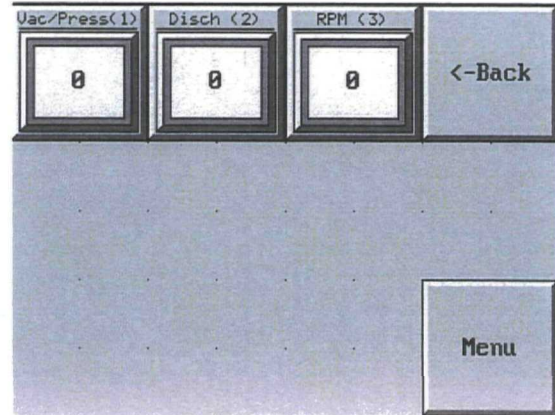 Vac/Press(1) Disch (2) RPM (3)
0 0 0 <-Back
Menu